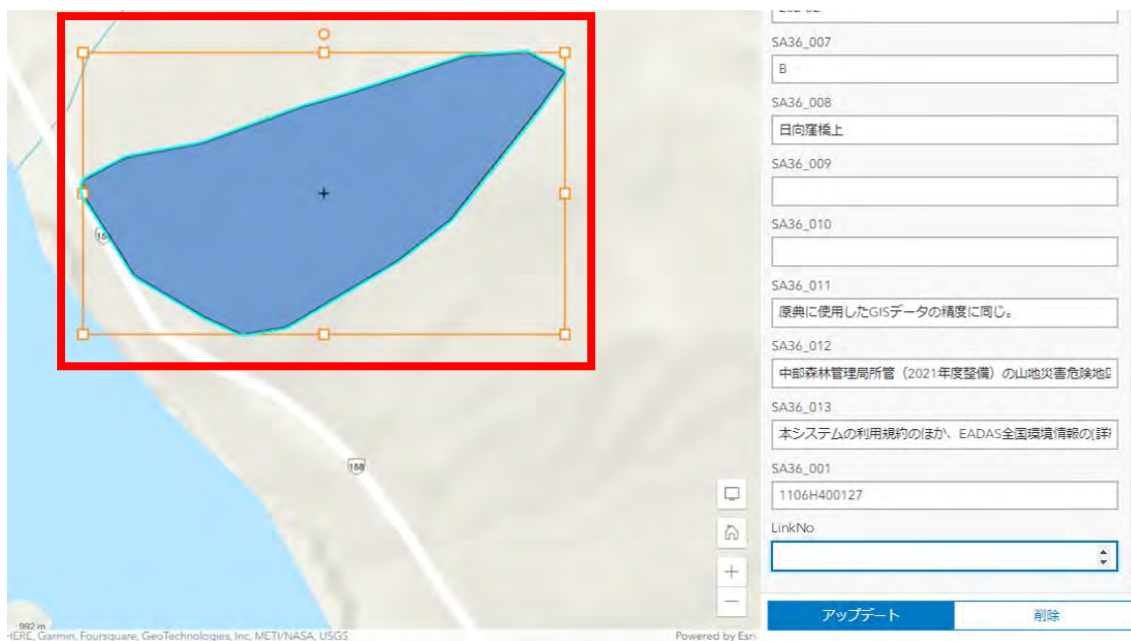 SA36_007
B
SA36_008
日向窪橋上
SA36_009
SA36_010
SA36_011
原典に使用したGISデータの精度に同じ。
SA36_012
中部森林管理局所管（2021年度整備）の山地災害危険地
SA36_013
本システムの利用規約のほか、EADAS全国環境情報の[詳
SA36_001
1106H400127
LinkNo
アップデート
削除
158
992 m
HERE, Garmin, Foursquare, GeoTechnologies, Inc, METI/NASA, USGS
Powered by Esri